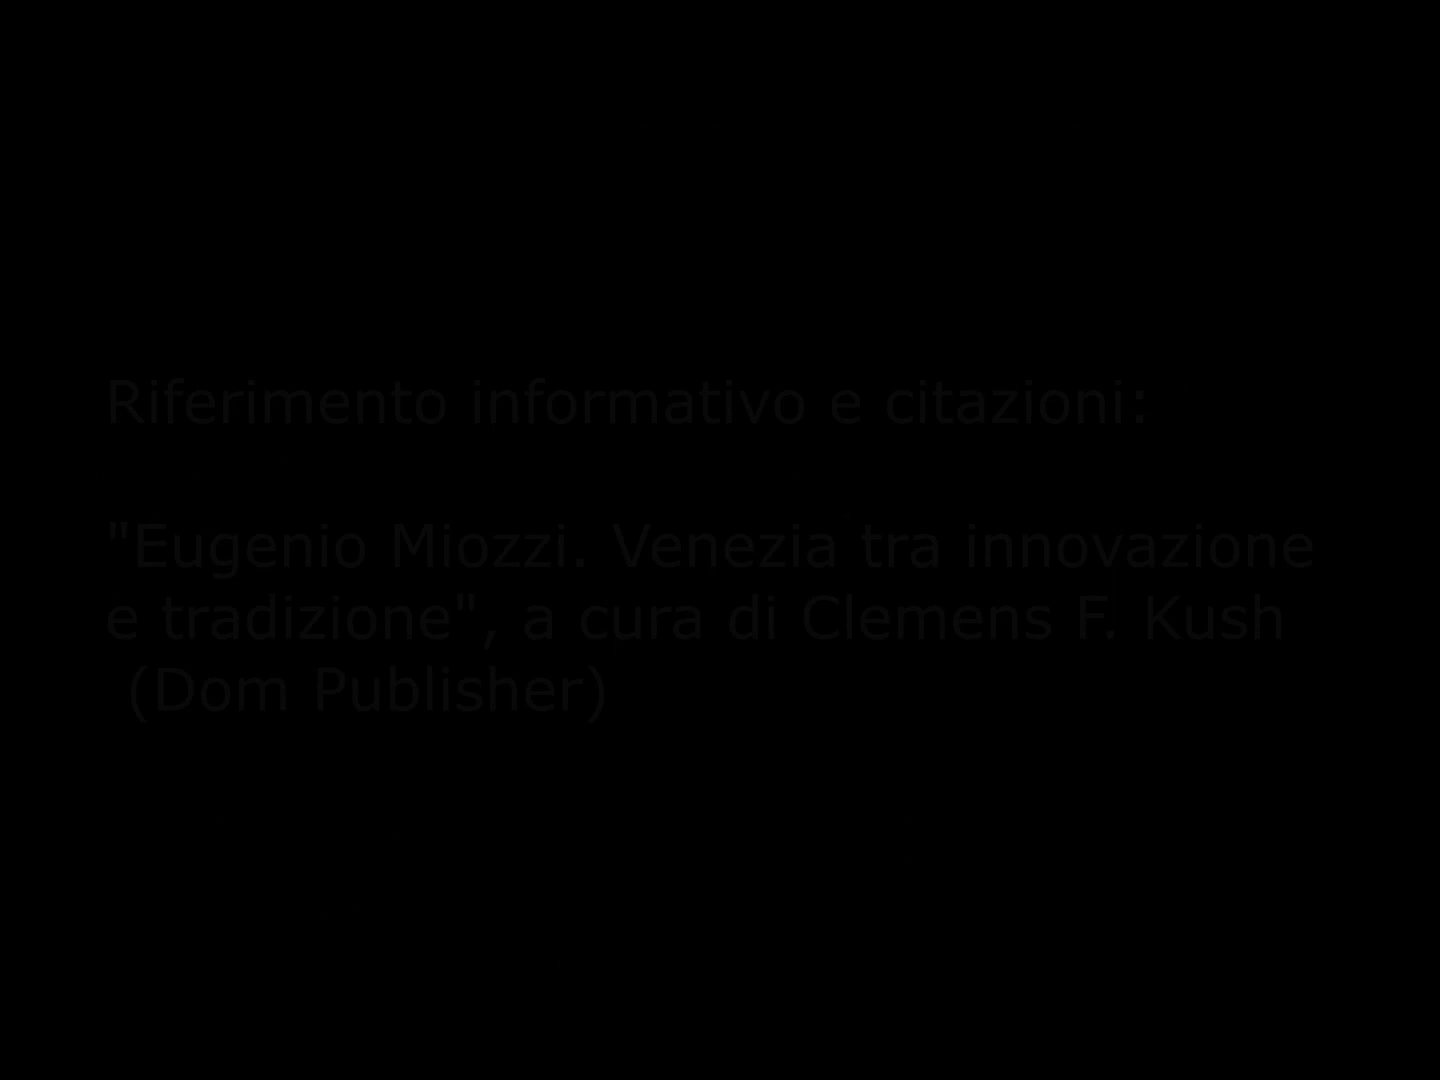 Riferimento informativo e citazioni:
"Eugenio Miozzi. Venezia tra innovazione
e tradizione", a cura di Clemens F. Kush
(Dom Publisher)